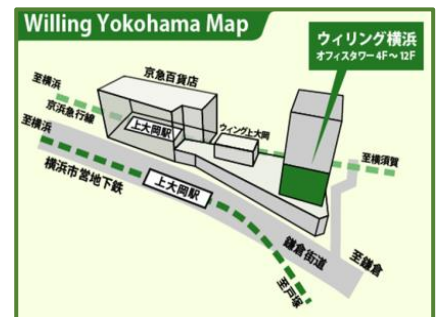 Willing Yokohama Map
ウィリング横浜
オフィスタワー 4F～12F
京急百貨店
至横浜
京浜急行線
上大岡駅
ウィング上大岡
至横須賀
至横浜
横浜市営地下鉄
上大岡駅
鎌倉街道
至鎌倉
至戸塚